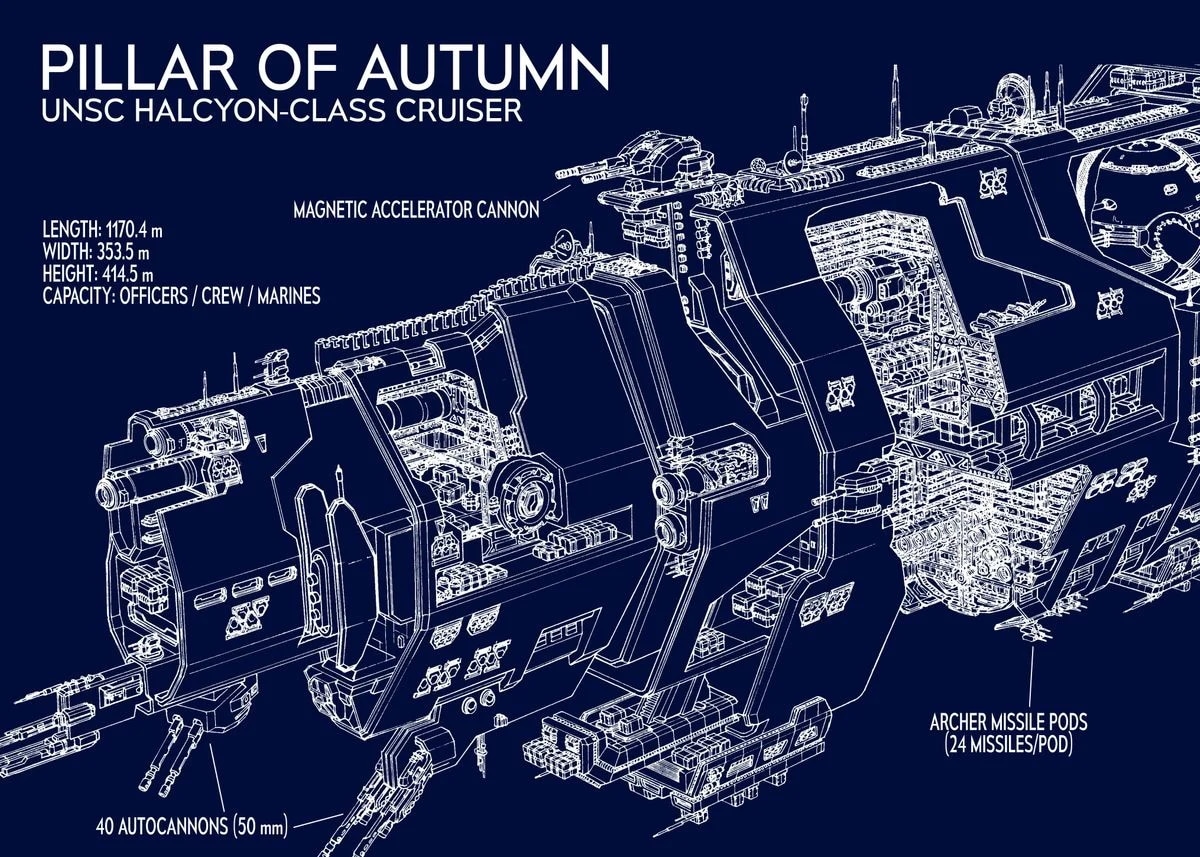 PILLAR OF AUTUMN
UNSC HALCYON-CLASS CRUISER
MAGNETIC ACCELERATOR CANNON
LENGTH: 1170.4 m
WIDTH: 353.5 m
HEIGHT: 414.5 m
CAPACITY: OFFICERS / CREW / MARINES
ARCHER MISSILE PODS
(24 MISSILES/POD)
40 AUTOCANNONS (50 mm)